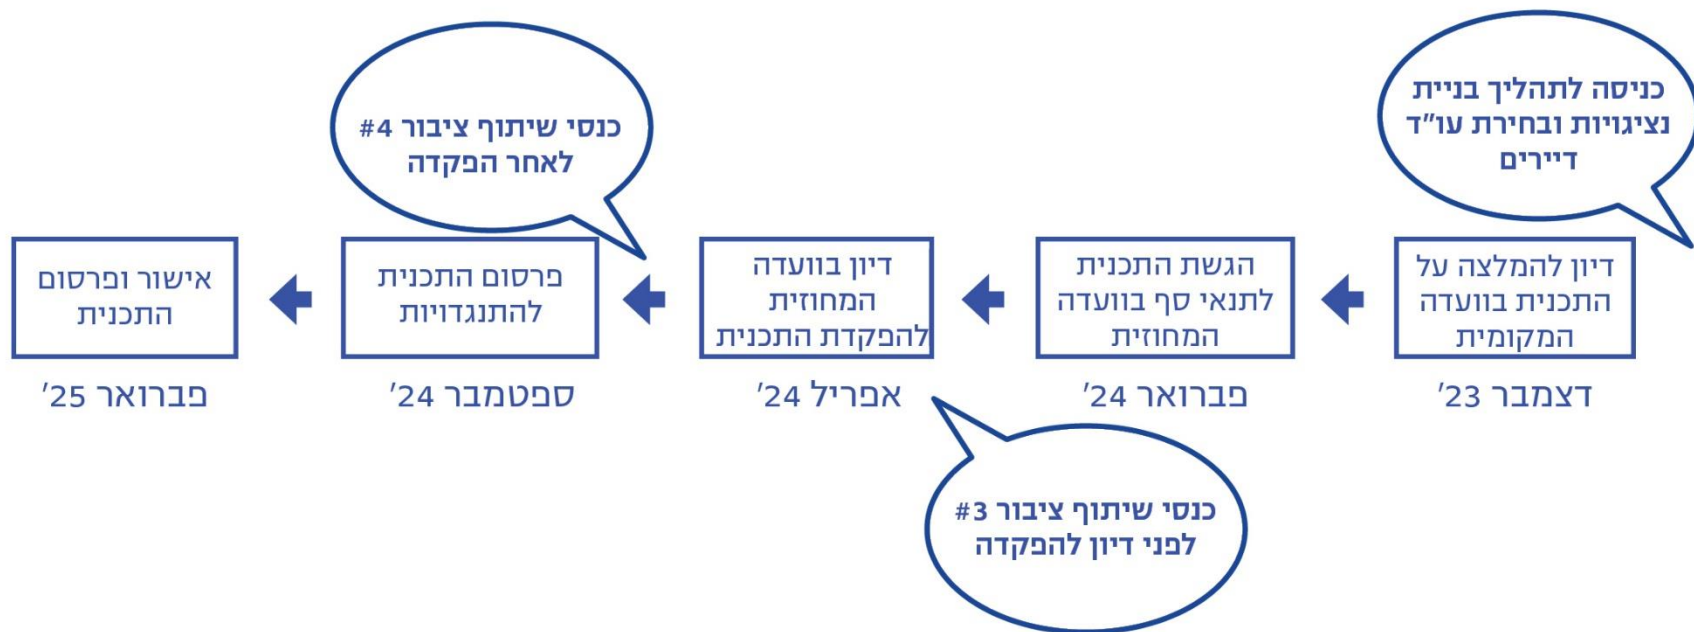 כניסה לתהליך בניית
נציגויות ובחירת עו"ד
דיירים
כנסי שיתוף ציבור 4#
לאחר הפקדה
דיון להמלצה על
התכנית בוועדה
המקומית
דצמבר 23'
הגשת התכנית
לתנאי סף בוועדה
המחוזית
פברואר 24'
דיון בוועדה
המחוזית
להפקדת התכנית
אפריל 24'
פרסום התכנית
להתנגדויות
ספטמבר 24'
אישור ופרסום
התכנית
פברואר 25'
כנסי שיתוף ציבור 3#
לפני דיון להפקדה